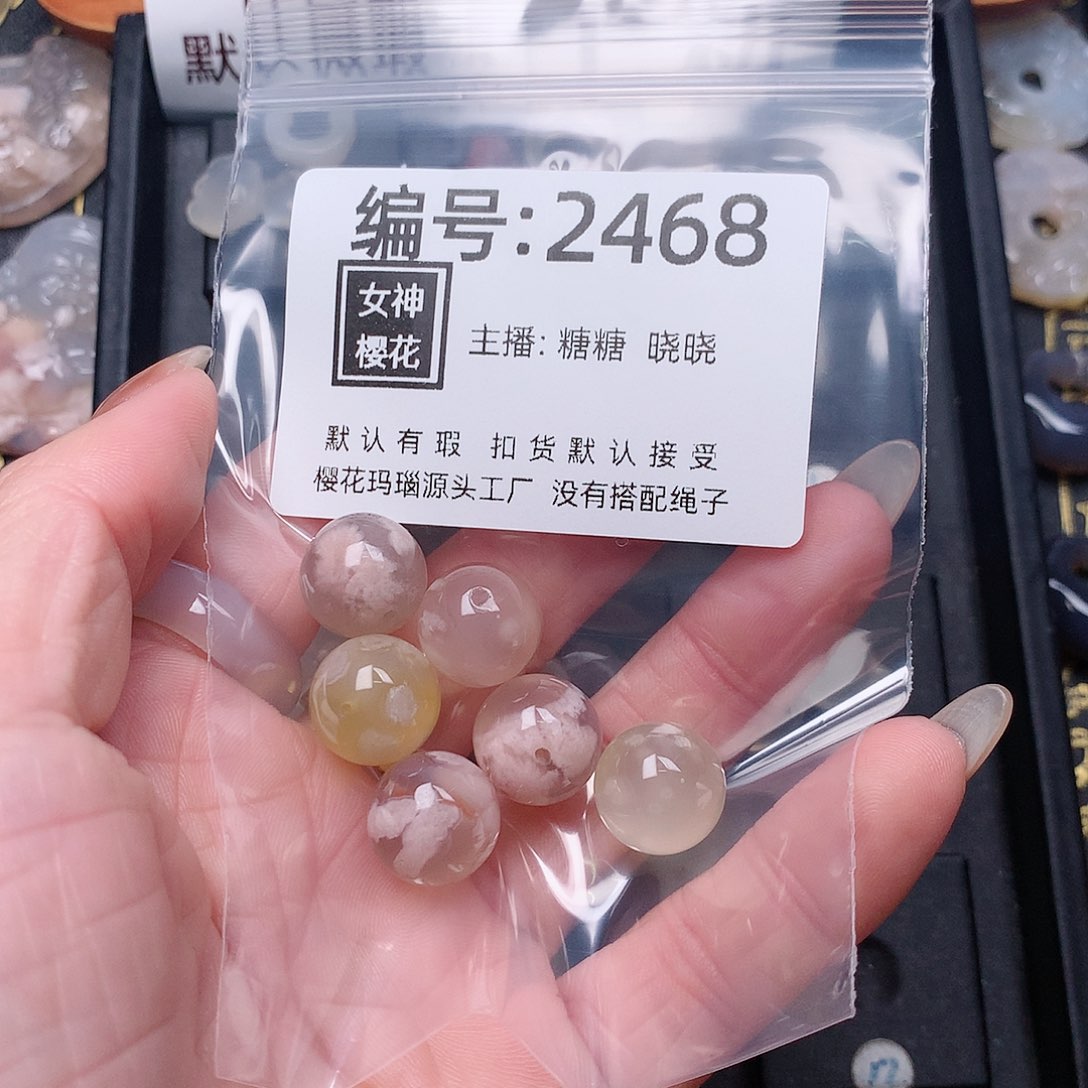 默
编号:2468
女神
樱花
主播: 糖糖 晓晓
默认有瑕 扣货默认接受
樱花玛瑙源头工厂 没有搭配绳子